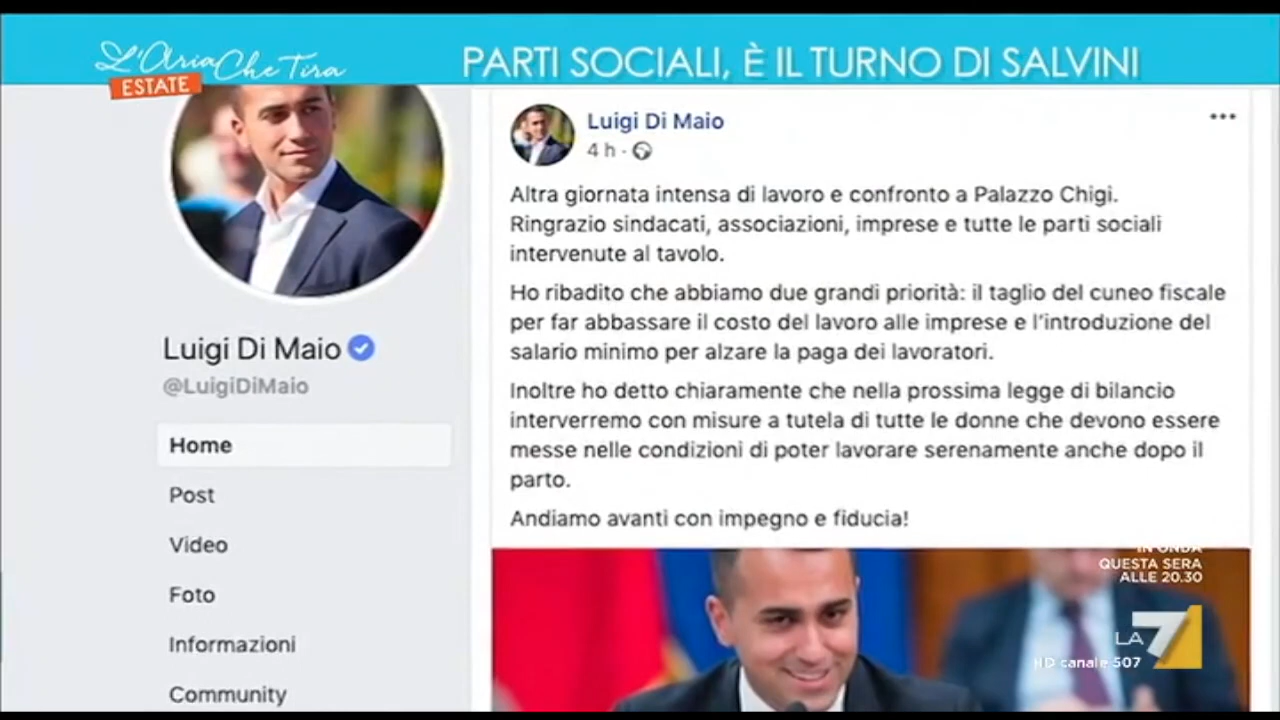 L'Aria Che Tira
ESTATE
PARTI SOCIALI, È IL TURNO DI SALVINI
Luigi Di Maio
4 h ·
Altra giornata intensa di lavoro e confronto a Palazzo Chigi.
Ringrazio sindacati, associazioni, imprese e tutte le parti sociali
intervenute al tavolo.
Ho ribadito che abbiamo due grandi priorità: il taglio del cuneo fiscale
per far abbassare il costo del lavoro alle imprese e l'introduzione del
salario minimo per alzare la paga dei lavoratori.
Inoltre ho detto chiaramente che nella prossima legge di bilancio
interverremo con misure a tutela di tutte le donne che devono essere
messe nelle condizioni di poter lavorare serenamente anche dopo il
parto.
Andiamo avanti con impegno e fiducia!
Luigi Di Maio
@LuigiDiMaio
Home
Post
Video
Foto
Informazioni
Community
IN ONDA
QUESTA SERA
ALLE 20.30
LA 7
HD canale 507